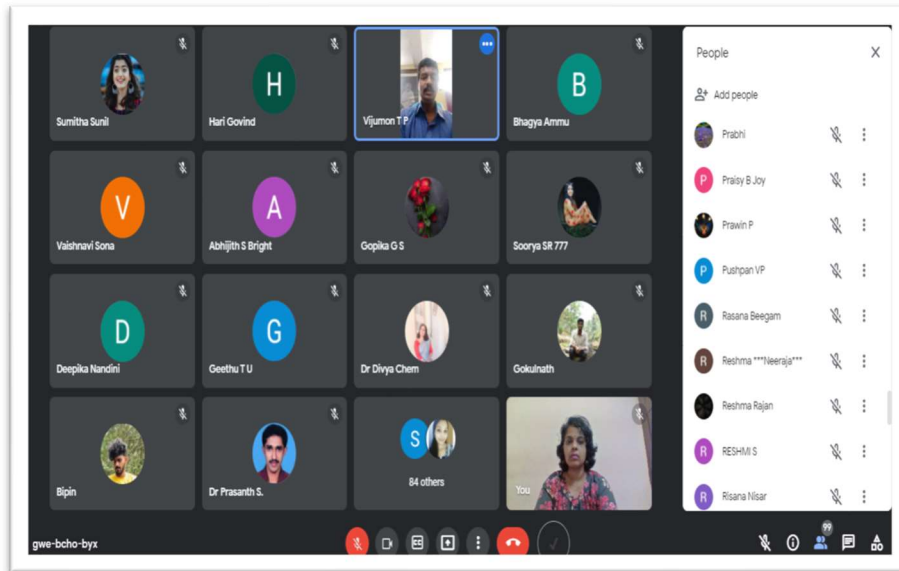 Sumitha Sunil
H
Hari Govind
Vijumon T P
B
Bhagya Ammu
V
Vaishnavi Sona
A
Abhijith S Bright
Gopika G S
Soorya SR 777
D
Deepika Nandini
G
Geethu T U
Dr Divya Chem
Gokulnath
Bipin
Dr Prasanth S.
S
84 others
You
People
Add people
Prabhi
P Praisy B Joy
Prawin P
P Pushpan VP
R Rasana Beegam
R Reshma ***Neeraja***
Reshma Rajan
R RESHMI S
R Risana Nisar
gwe-bcho-byx
CC
99